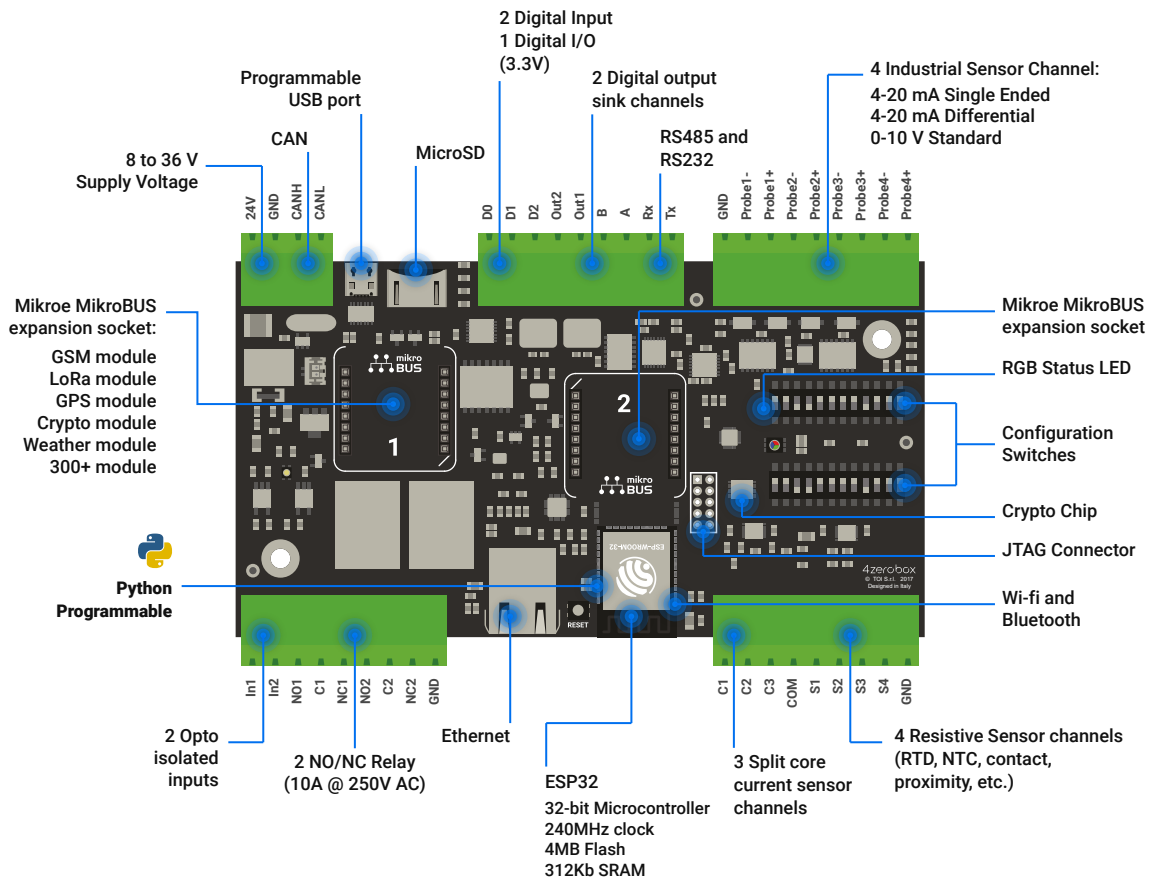 2 Digital Input
1 Digital I/O
(3.3V)
Programmable
USB port
2 Digital output
sink channels
4 Industrial Sensor Channel:
4-20 mA Single Ended
4-20 mA Differential
0-10 V Standard
CAN
MicroSD
RS485 and
RS232
8 to 36 V
Supply Voltage
24V
GND
CANH
CANL
D0
D1
D2
Out2
Out1
B
A
Rx
Tx
GND
Probe1-
Probe1+
Probe2-
Probe2+
Probe3-
Probe3+
Probe4-
Probe4+
Mikroe MikroBUS
expansion socket:
GSM module
LoRa module
GPS module
Crypto module
Weather module
300+ module
mikro
BUS
1
2
mikro
BUS
Mikroe MikroBUS
expansion socket
RGB Status LED
Configuration
Switches
Crypto Chip
JTAG Connector
Python
Programmable
ESP-WROOM-32
RESET
4zerobox
© TOI S.r.l. 2017
Designed in Italy
Wi-fi and
Bluetooth
In1
In2
NO1
C1
NC1
NO2
C2
NC2
GND
C1
C2
C3
COM
S1
S2
S3
S4
GND
2 Opto
isolated
inputs
2 NO/NC Relay
(10A @ 250V AC)
Ethernet
ESP32
32-bit Microcontroller
240MHz clock
4MB Flash
312Kb SRAM
3 Split core
current sensor
channels
4 Resistive Sensor channels
(RTD, NTC, contact,
proximity, etc.)